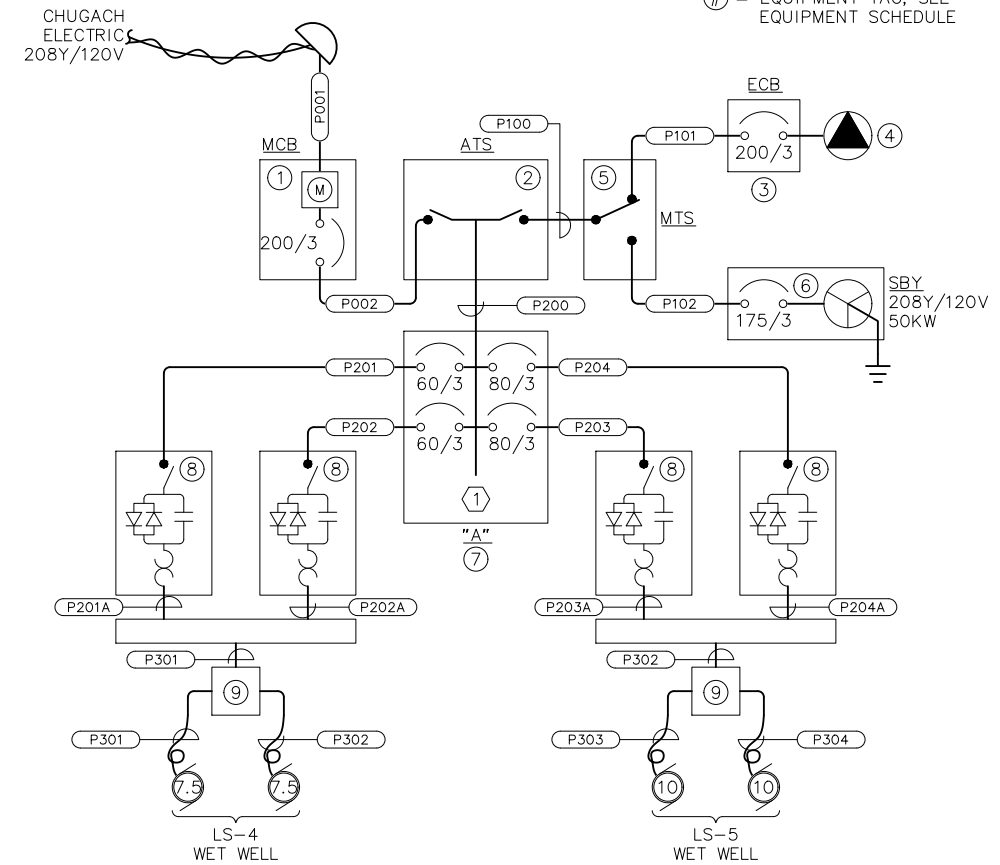 EQUIPMENT TAG, SEE
EQUIPMENT SCHEDULE
CHUGACH
ELECTRIC
208Y/120V
P001
MCB
1
M
200/3
P002
ATS
2
P100
5
MTS
P101
ECB
200/3
3
4
P102
6
175/3
SBY
208Y/120V
50KW
P200
P201
60/3
80/3
P204
P202
60/3
80/3
P203
1
"A"
7
8
8
8
8
P201A
P202A
P203A
P204A
P301
9
P302
9
P301
P302
P303
P304
7.5
7.5
10
10
LS-4
WET WELL
LS-5
WET WELL